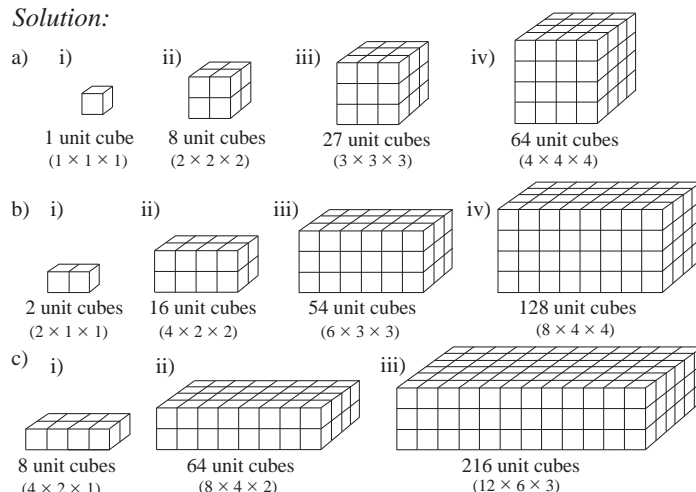 Solution:
a) i) ii) iii) iv)
1 unit cube 8 unit cubes 27 unit cubes 64 unit cubes
(1 × 1 × 1) (2 × 2 × 2) (3 × 3 × 3) (4 × 4 × 4)
b) i) ii) iii) iv)
2 unit cubes 16 unit cubes 54 unit cubes 128 unit cubes
(2 × 1 × 1) (4 × 2 × 2) (6 × 3 × 3) (8 × 4 × 4)
c) i) ii) iii)
8 unit cubes 64 unit cubes 216 unit cubes
(4 × 2 × 1) (8 × 4 × 2) (12 × 6 × 3)